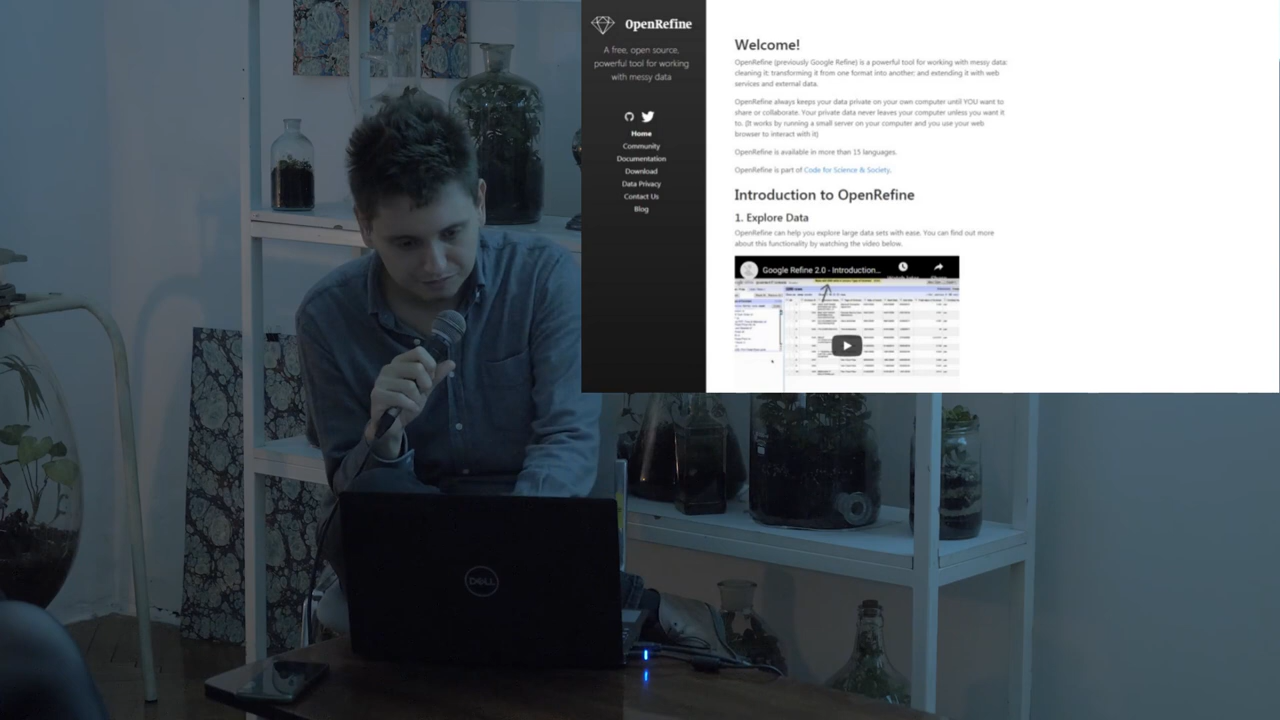 OpenRefine
A free, open source,
powerful tool for working
with messy data
Home
Community
Documentation
Download
Data Privacy
Contact Us
Blog
Welcome!
OpenRefine (previously Google Refine) is a powerful tool for working with messy data:
cleaning it; transforming it from one format into another; and extending it with web
services and external data.
OpenRefine always keeps your data private on your own computer until YOU want to
share or collaborate. Your private data never leaves your computer unless you want it
to. (It works by running a small server on your computer and you use your web
browser to interact with it)
OpenRefine is available in more than 15 languages.
OpenRefine is part of Code for Science & Society.
Introduction to OpenRefine
1. Explore Data
OpenRefine can help you explore large data sets with ease. You can find out more
about this functionality by watching the video below.
Google Refine 2.0 - Introduction...
DELL